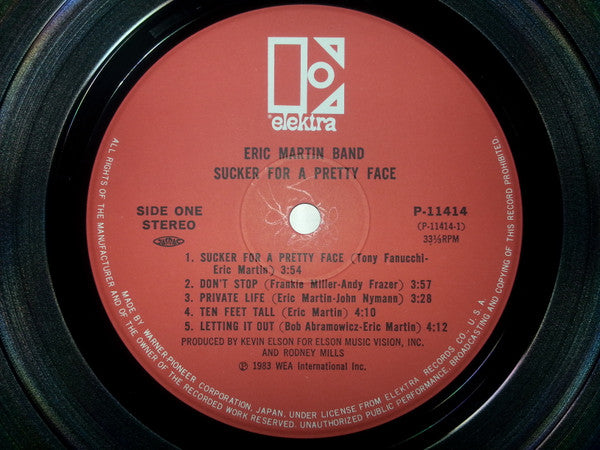 elektra
ERIC MARTIN BAND
SUCKER FOR A PRETTY FACE
SIDE ONE
STEREO
P-11414
(P-11414-1)
33⅓RPM
1. SUCKER FOR A PRETTY FACE (Tony Fanucchi-
Eric Martin) 3:54
2. DON'T STOP (Frankie Miller-Andy Frazer) 3:57
3. PRIVATE LIFE (Eric Martin-John Nymann) 3:28
4. TEN FEET TALL (Eric Martin) 4:10
5. LETTING IT OUT (Bob Abramowicz-Eric Martin) 4:12
PRODUCED BY KEVIN ELSON FOR ELSON MUSIC VISION, INC.
AND RODNEY MILLS
Ⓟ 1983 WEA International Inc.
MADE BY WARNER-PIONEER CORPORATION, JAPAN, UNDER LICENSE FROM ELEKTRA RECORDS CO., U.S.A.
ALL RIGHTS OF THE MANUFACTURER AND OF THE OWNER OF THE RECORDED WORK RESERVED. UNAUTHORIZED PUBLIC PERFORMANCE, BROADCASTING AND COPYING OF THIS RECORD PROHIBITED.